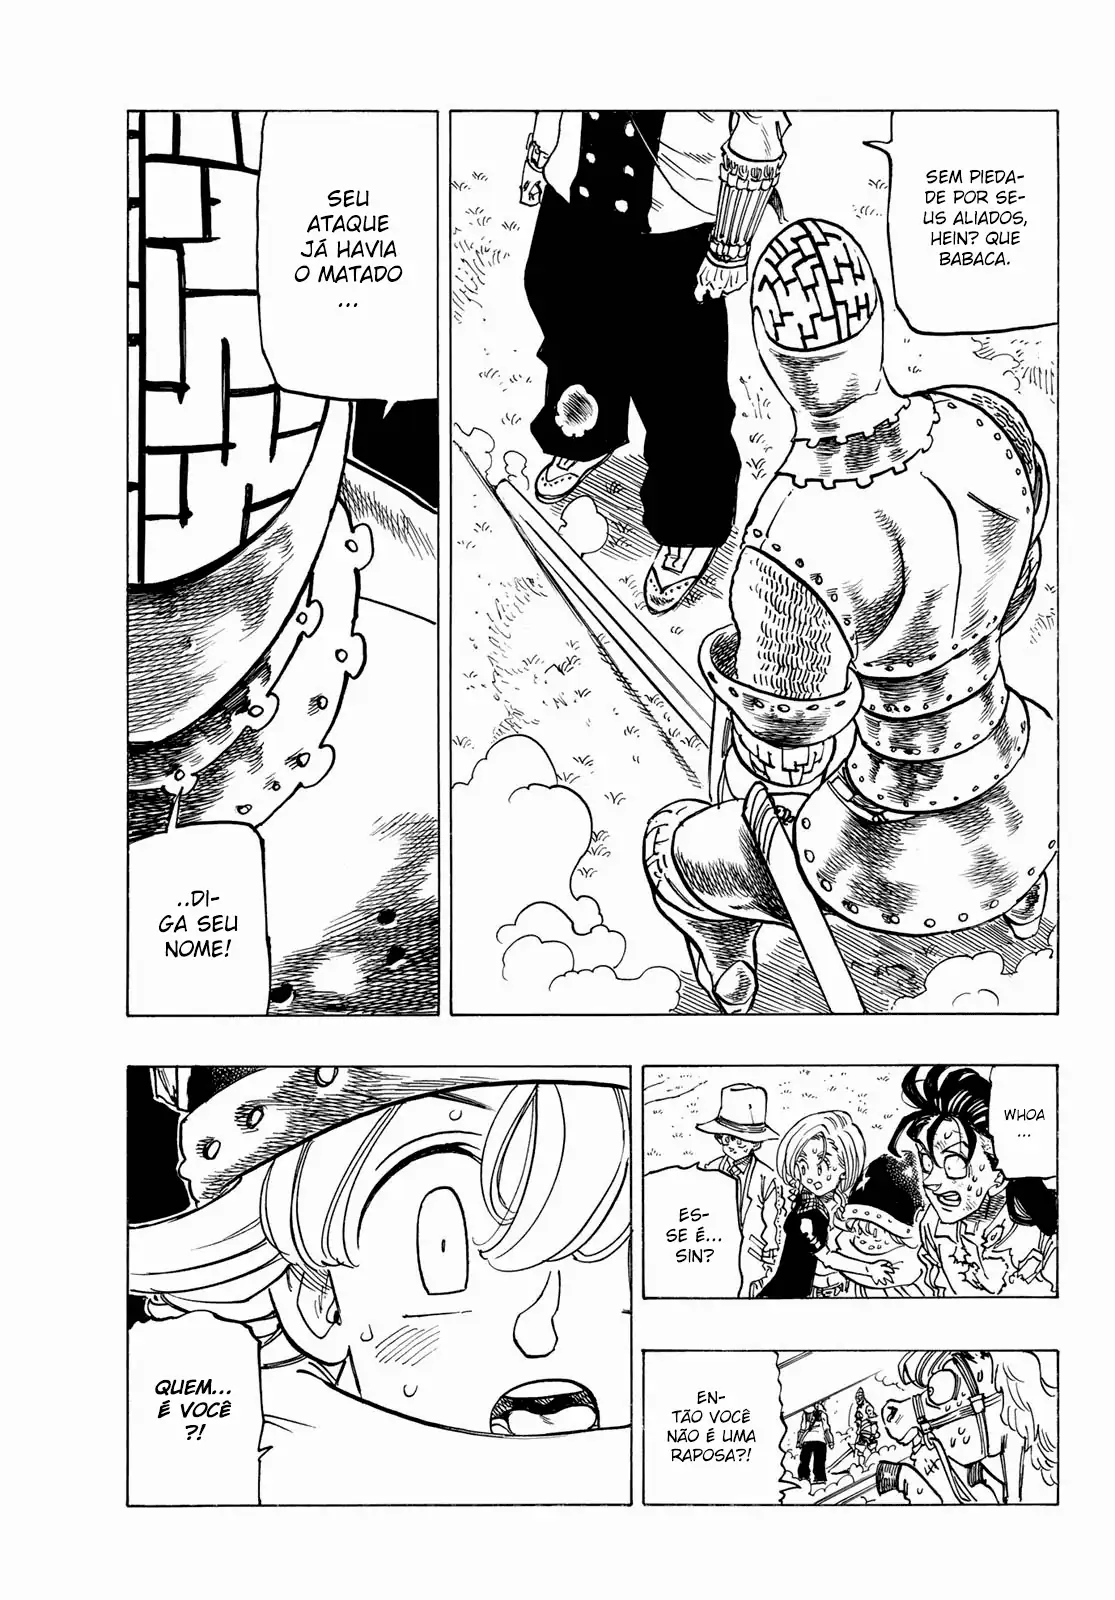 SEM PIEDA-
DE POR SE-
US ALIADOS,
HEIN? QUE
BABACA.
SEU
ATAQUE
JÁ HAVIA
O MATADO
...
..DI-
GA SEU
NOME!
WHOA
...
ES-
SE É...
SIN?
EN-
TÃO VOCÊ
NÃO É UMA
RAPOSA?!
QUEM...
É VOCÊ
?!